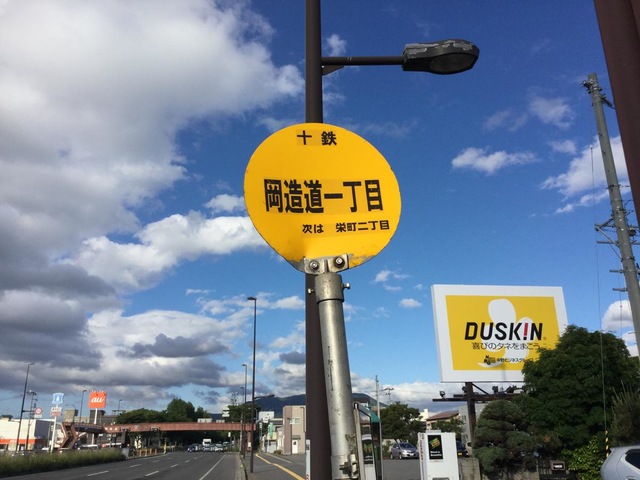 十 鉄
岡造道一丁目
次は 栄町二丁目
DUSKIN
喜びのタネをまこう
au